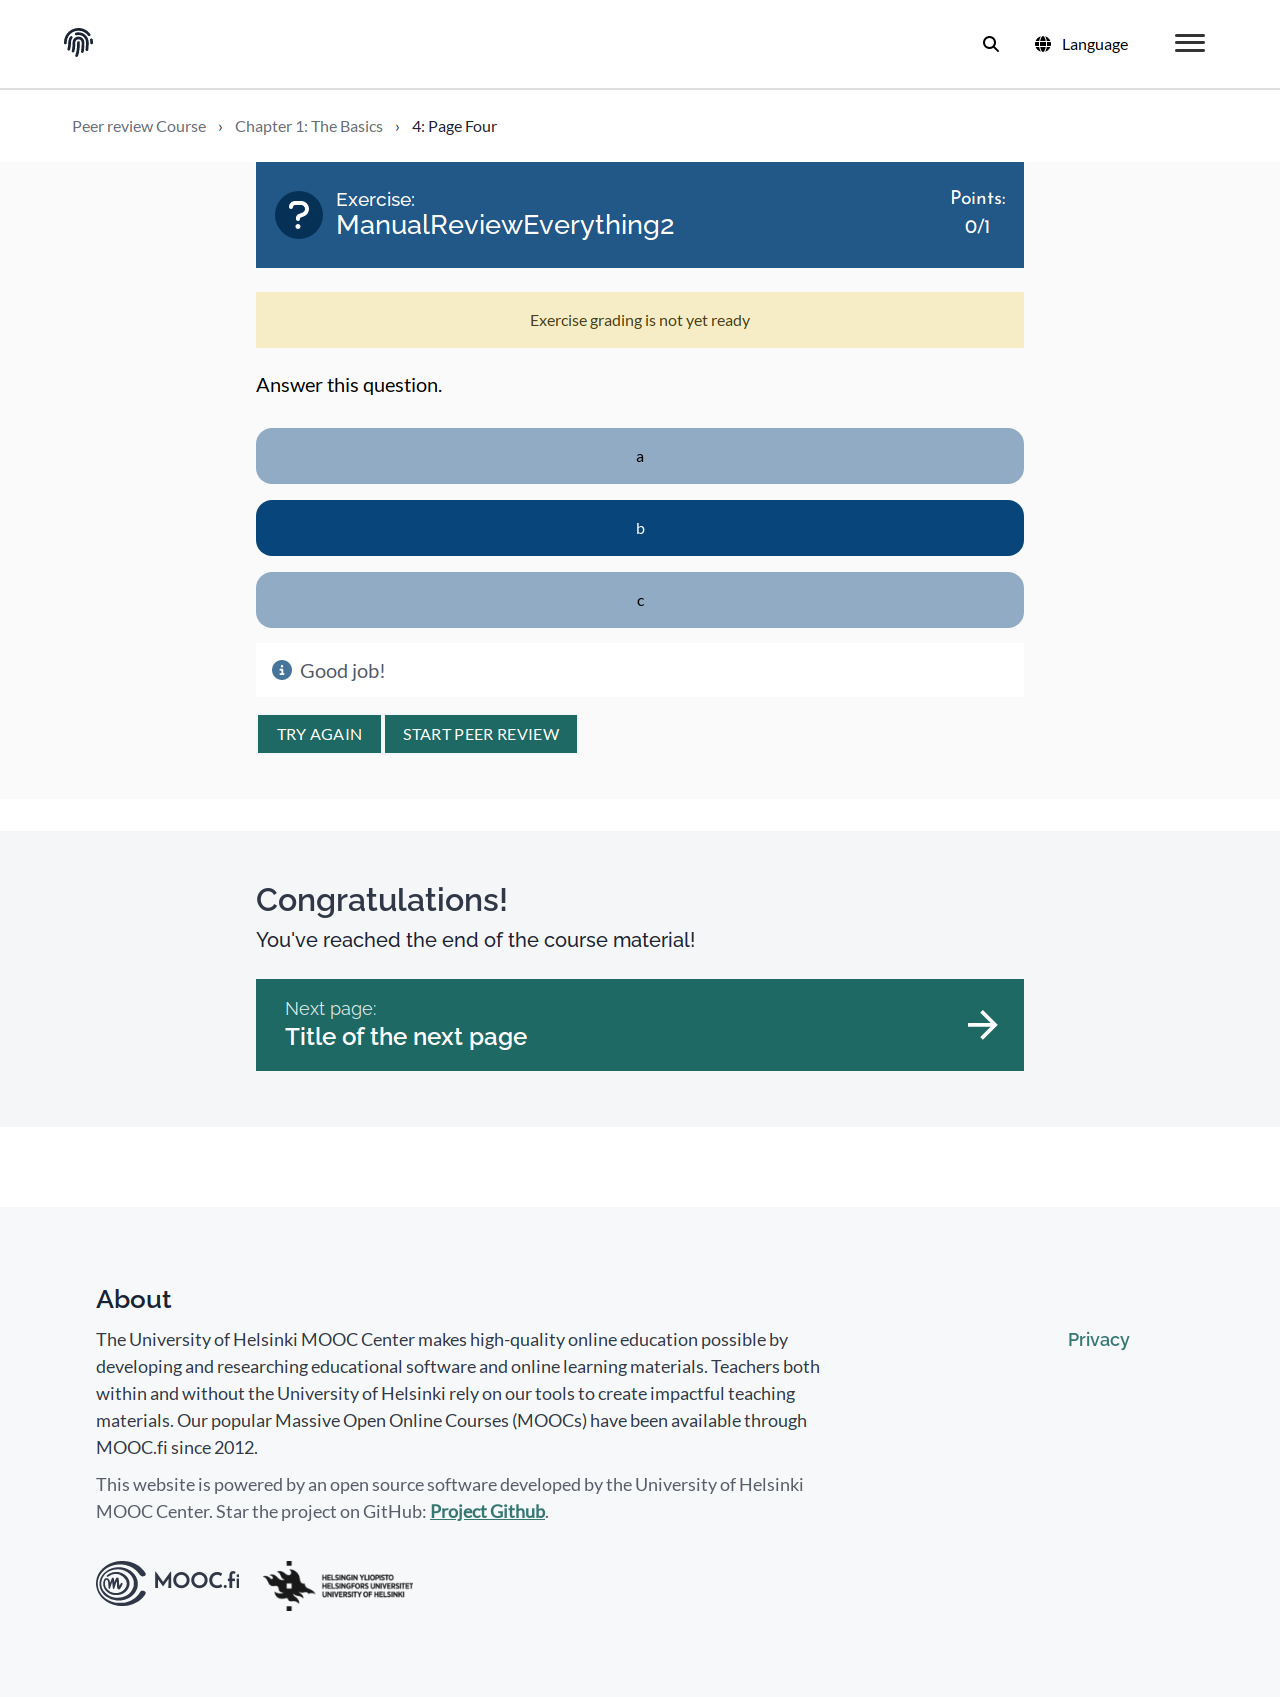 Language
Peer review Course › Chapter 1: The Basics › 4: Page Four
Exercise:
ManualReviewEverything2
Points:
0/1
Exercise grading is not yet ready
Answer this question.
a
b
c
Good job!
TRY AGAIN
START PEER REVIEW
Congratulations!
You've reached the end of the course material!
Next page:
Title of the next page
About
The University of Helsinki MOOC Center makes high-quality online education possible by
developing and researching educational software and online learning materials. Teachers both
within and without the University of Helsinki rely on our tools to create impactful teaching
materials. Our popular Massive Open Online Courses (MOOCs) have been available through
MOOC.fi since 2012.
This website is powered by an open source software developed by the University of Helsinki
MOOC Center. Star the project on GitHub: Project Github.
Privacy
MOOC.fi
HELSINGIN YLIOPISTO
HELSINGFORS UNIVERSITET
UNIVERSITY OF HELSINKI